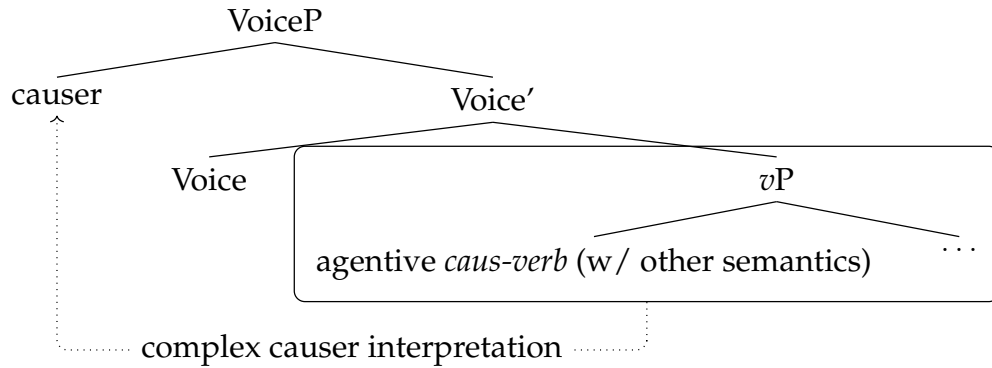 VoiceP
causer Voice’
Voice vP
agentive caus-verb (w/ other semantics) ...
complex causer interpretation